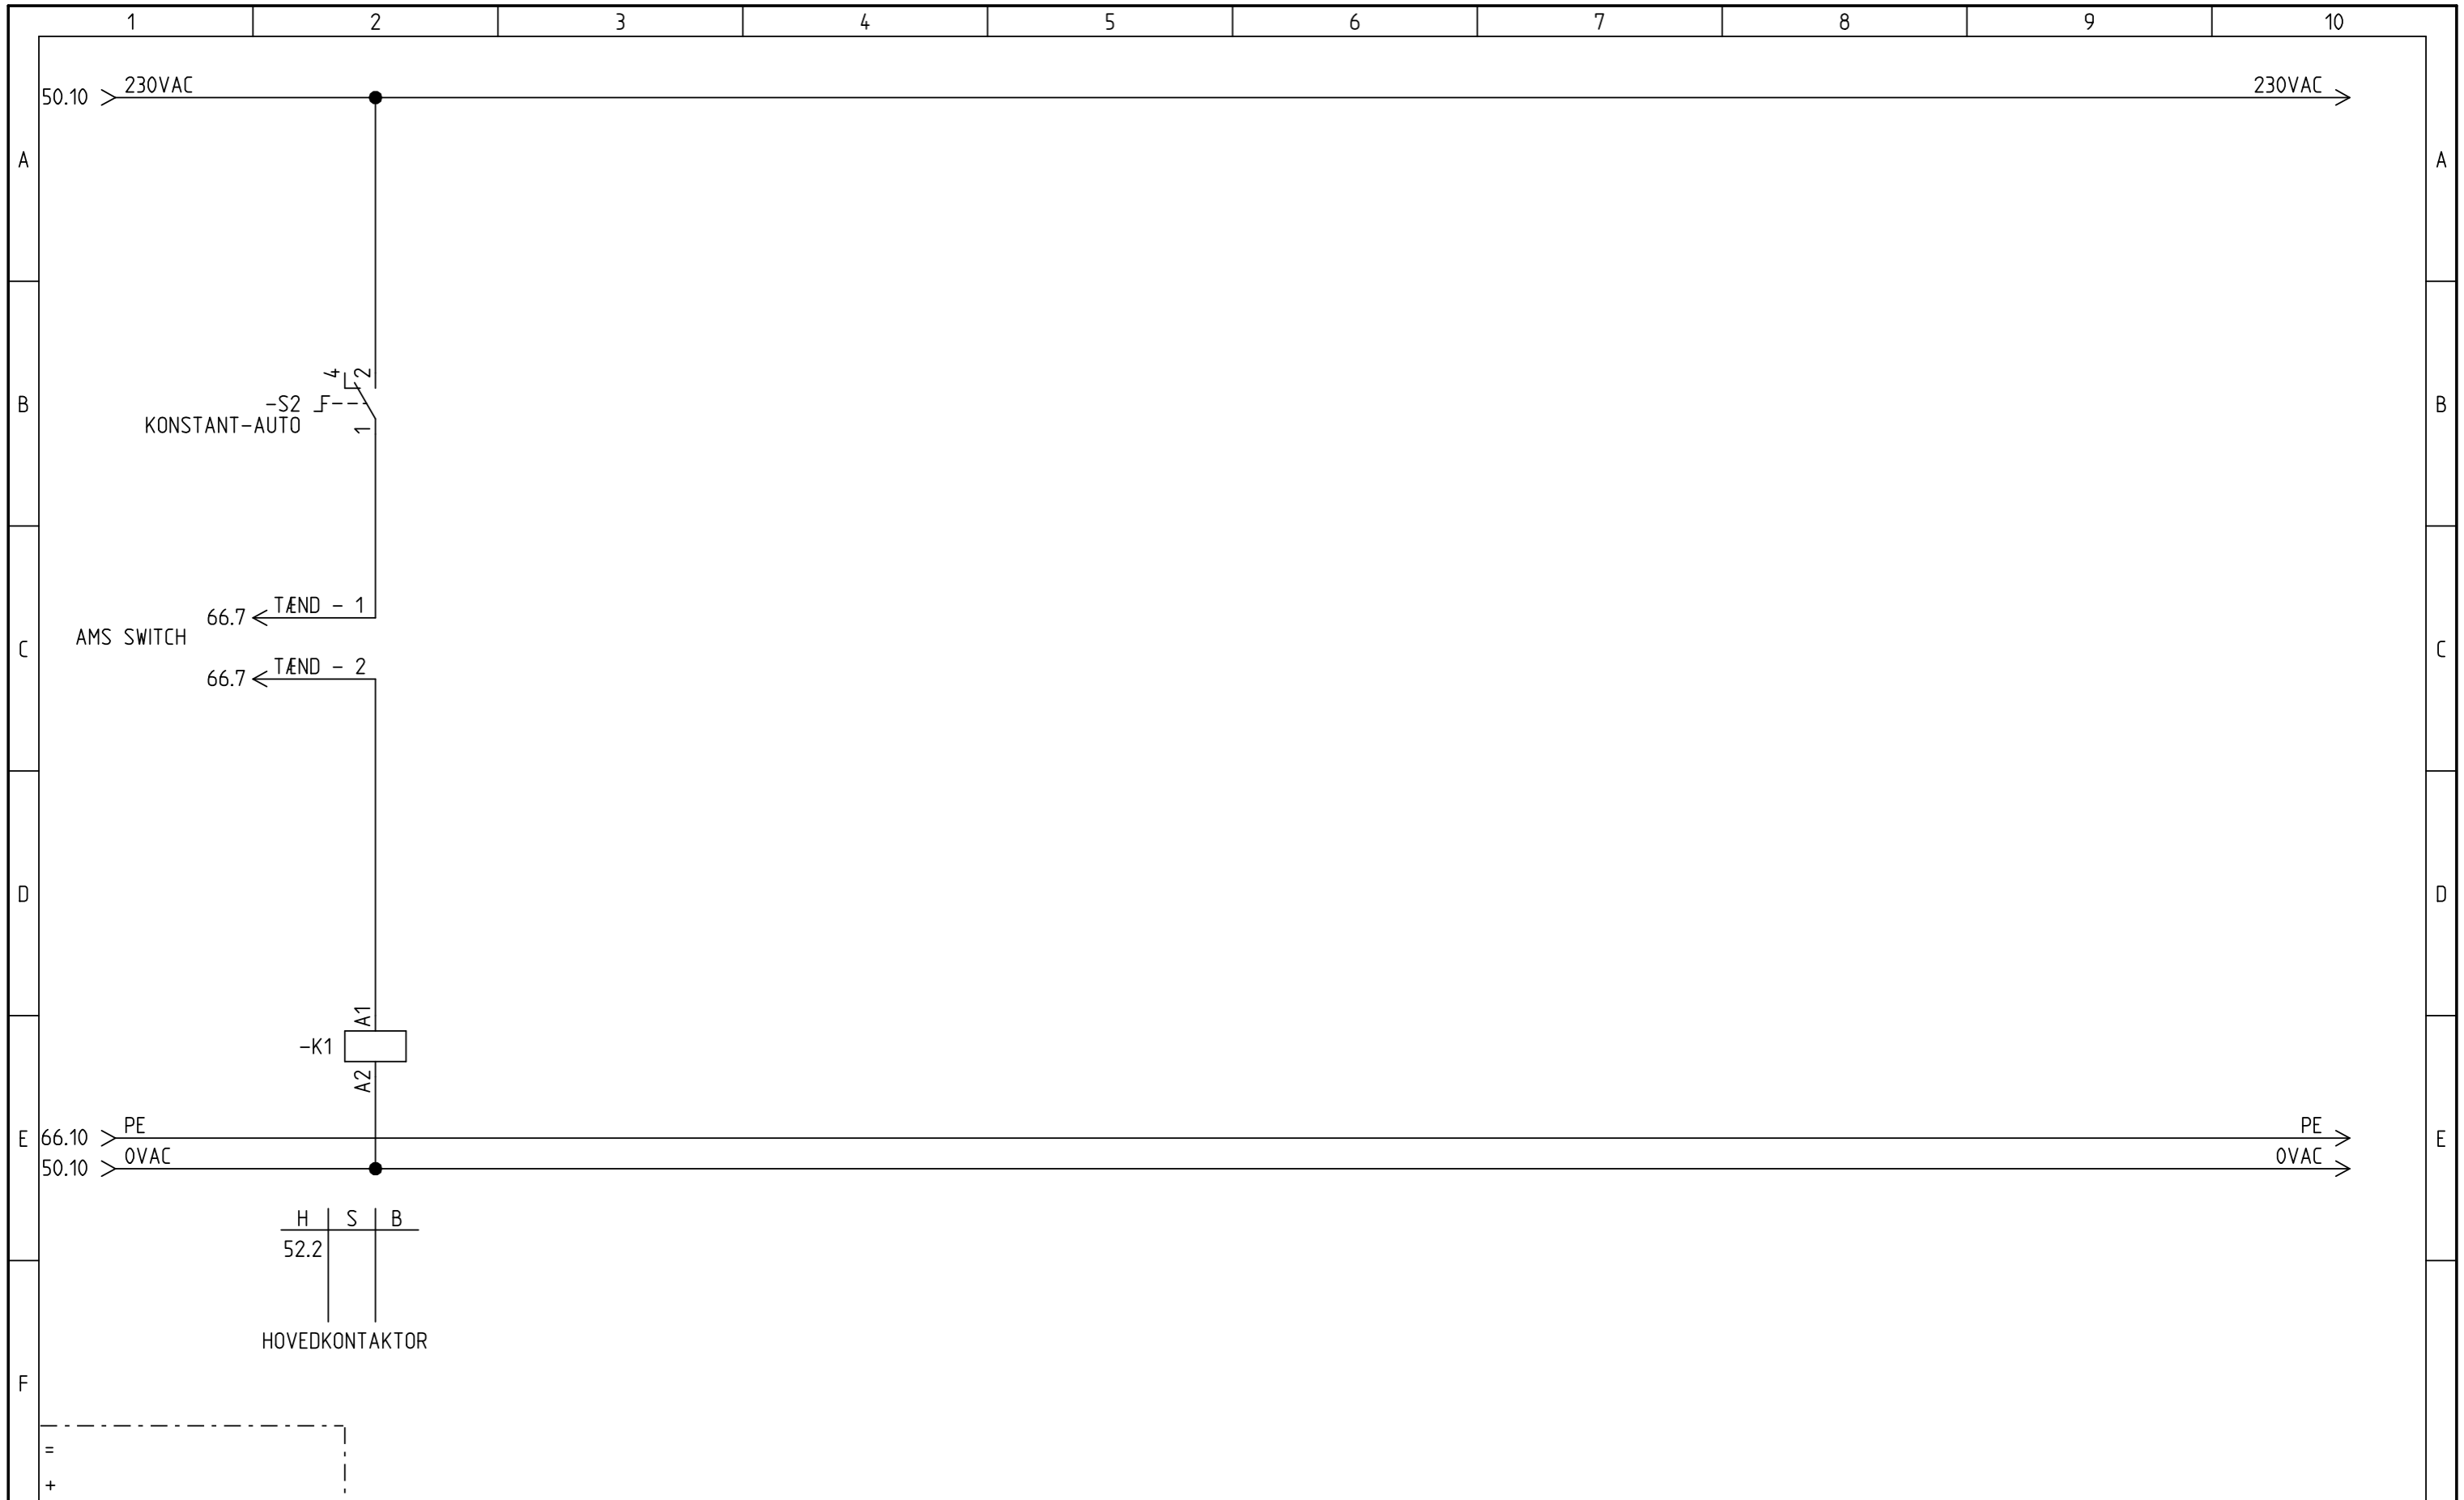 1 2 3 4 5 6 7 8 9 10
50.10 230VAC 230VAC
A A
4 2
B -S2 B
KONSTANT-AUTO 1
TÆND - 1
66.7
AMS SWITCH
C C
TÆND - 2
66.7
D D
A1
-K1
A2
PE PE
E 66.10 E
0VAC 0VAC
50.10
H S B
52.2
HOVEDKONTAKTOR
F
=
+